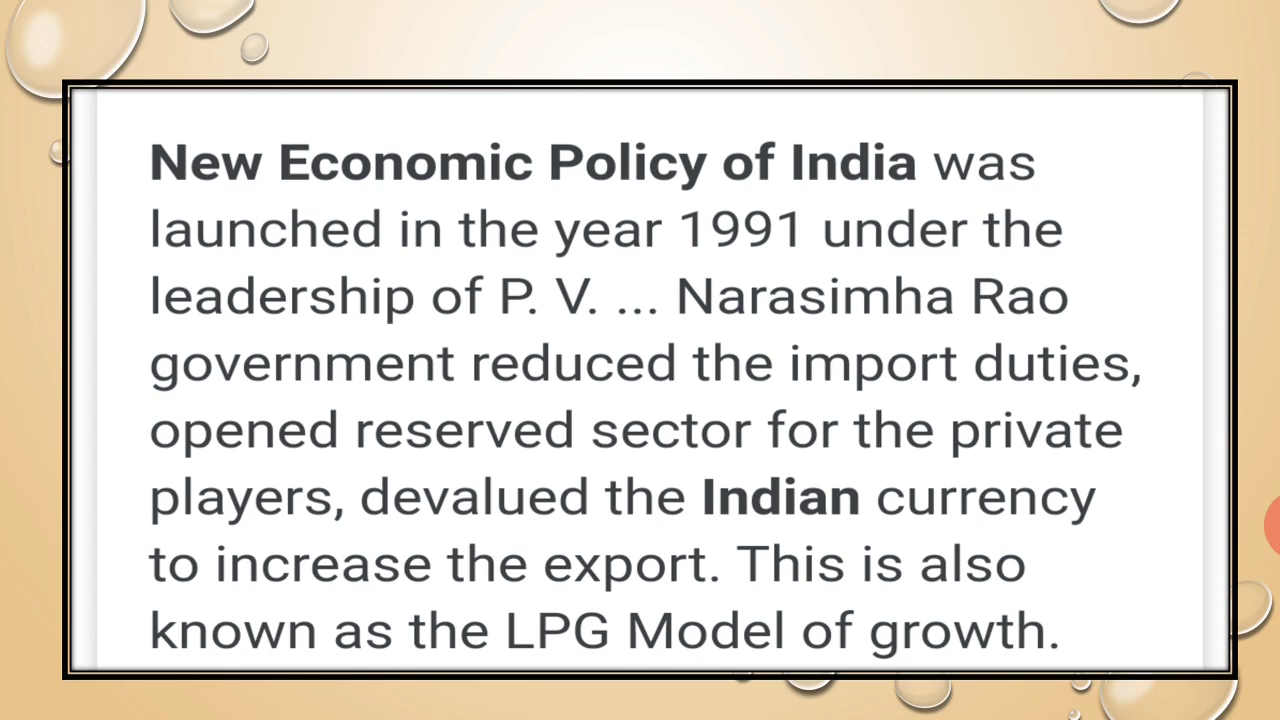 New Economic Policy of India was
launched in the year 1991 under the
leadership of P. V. ... Narasimha Rao
government reduced the import duties,
opened reserved sector for the private
players, devalued the Indian currency
to increase the export. This is also
known as the LPG Model of growth.